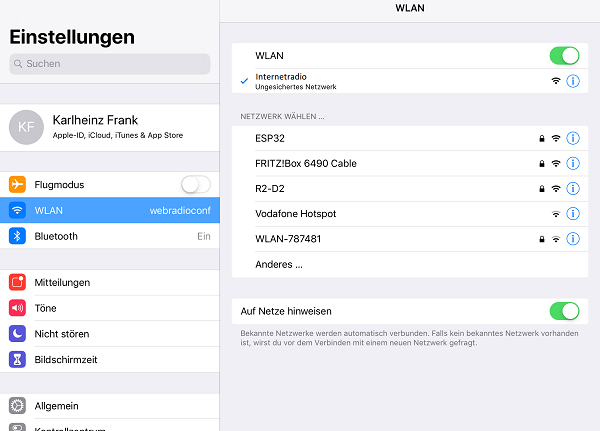 Einstellungen
Suchen
KF
Karlheinz Frank
Apple-ID, iCloud, iTunes & App Store
Flugmodus
WLAN
webradioconf
Bluetooth
Ein
Mitteilungen
Töne
Nicht stören
Bildschirmzeit
Allgemein
Kontrollzentrum
WLAN
WLAN
Internetradio
Ungesichertes Netzwerk
NETZWERK WÄHLEN ...
ESP32
FRITZ!Box 6490 Cable
R2-D2
Vodafone Hotspot
WLAN-787481
Anderes ...
Auf Netze hinweisen
Bekannte Netzwerke werden automatisch verbunden. Falls kein bekanntes Netzwerk vorhanden
ist, wirst du vor dem Verbinden mit einem neuen Netzwerk gefragt.